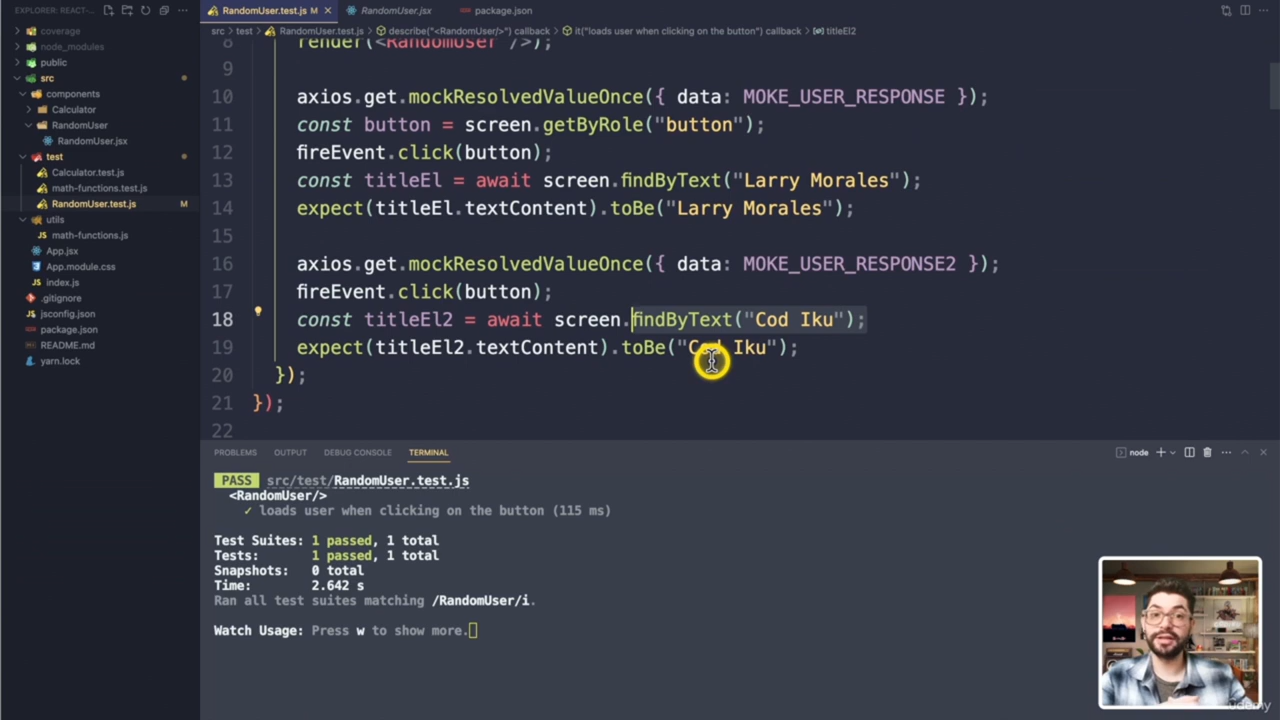 EXPLORER: REACT-...
coverage
node_modules
public
src
components
Calculator
RandomUser
RandomUser.jsx
test
Calculator.test.js
math-functions.test.js
RandomUser.test.js M
utils
math-functions.js
App.jsx
App.module.css
index.js
.gitignore
jsconfig.json
package.json
README.md
yarn.lock
RandomUser.test.js M
RandomUser.jsx
package.json
src > test > RandomUser.test.js > describe("<RandomUser/>") callback > it("loads user when clicking on the button") callback > titleEl2
8 render(<RandomUser />);
9
10 axios.get.mockResolvedValueOnce({ data: MOKE_USER_RESPONSE });
11 const button = screen.getByRole("button");
12 fireEvent.click(button);
13 const titleEl = await screen.findByText("Larry Morales");
14 expect(titleEl.textContent).toBe("Larry Morales");
15
16 axios.get.mockResolvedValueOnce({ data: MOKE_USER_RESPONSE2 });
17 fireEvent.click(button);
18 const titleEl2 = await screen.findByText("Cod Iku");
19 expect(titleEl2.textContent).toBe("Cod Iku");
20 });
21 });
22
PROBLEMS OUTPUT DEBUG CONSOLE TERMINAL
node
PASS src/test/RandomUser.test.js
<RandomUser/>
✓ loads user when clicking on the button (115 ms)
Test Suites: 1 passed, 1 total
Tests: 1 passed, 1 total
Snapshots: 0 total
Time: 2.642 s
Ran all test suites matching /RandomUser/i.
Watch Usage: Press w to show more.
udemy